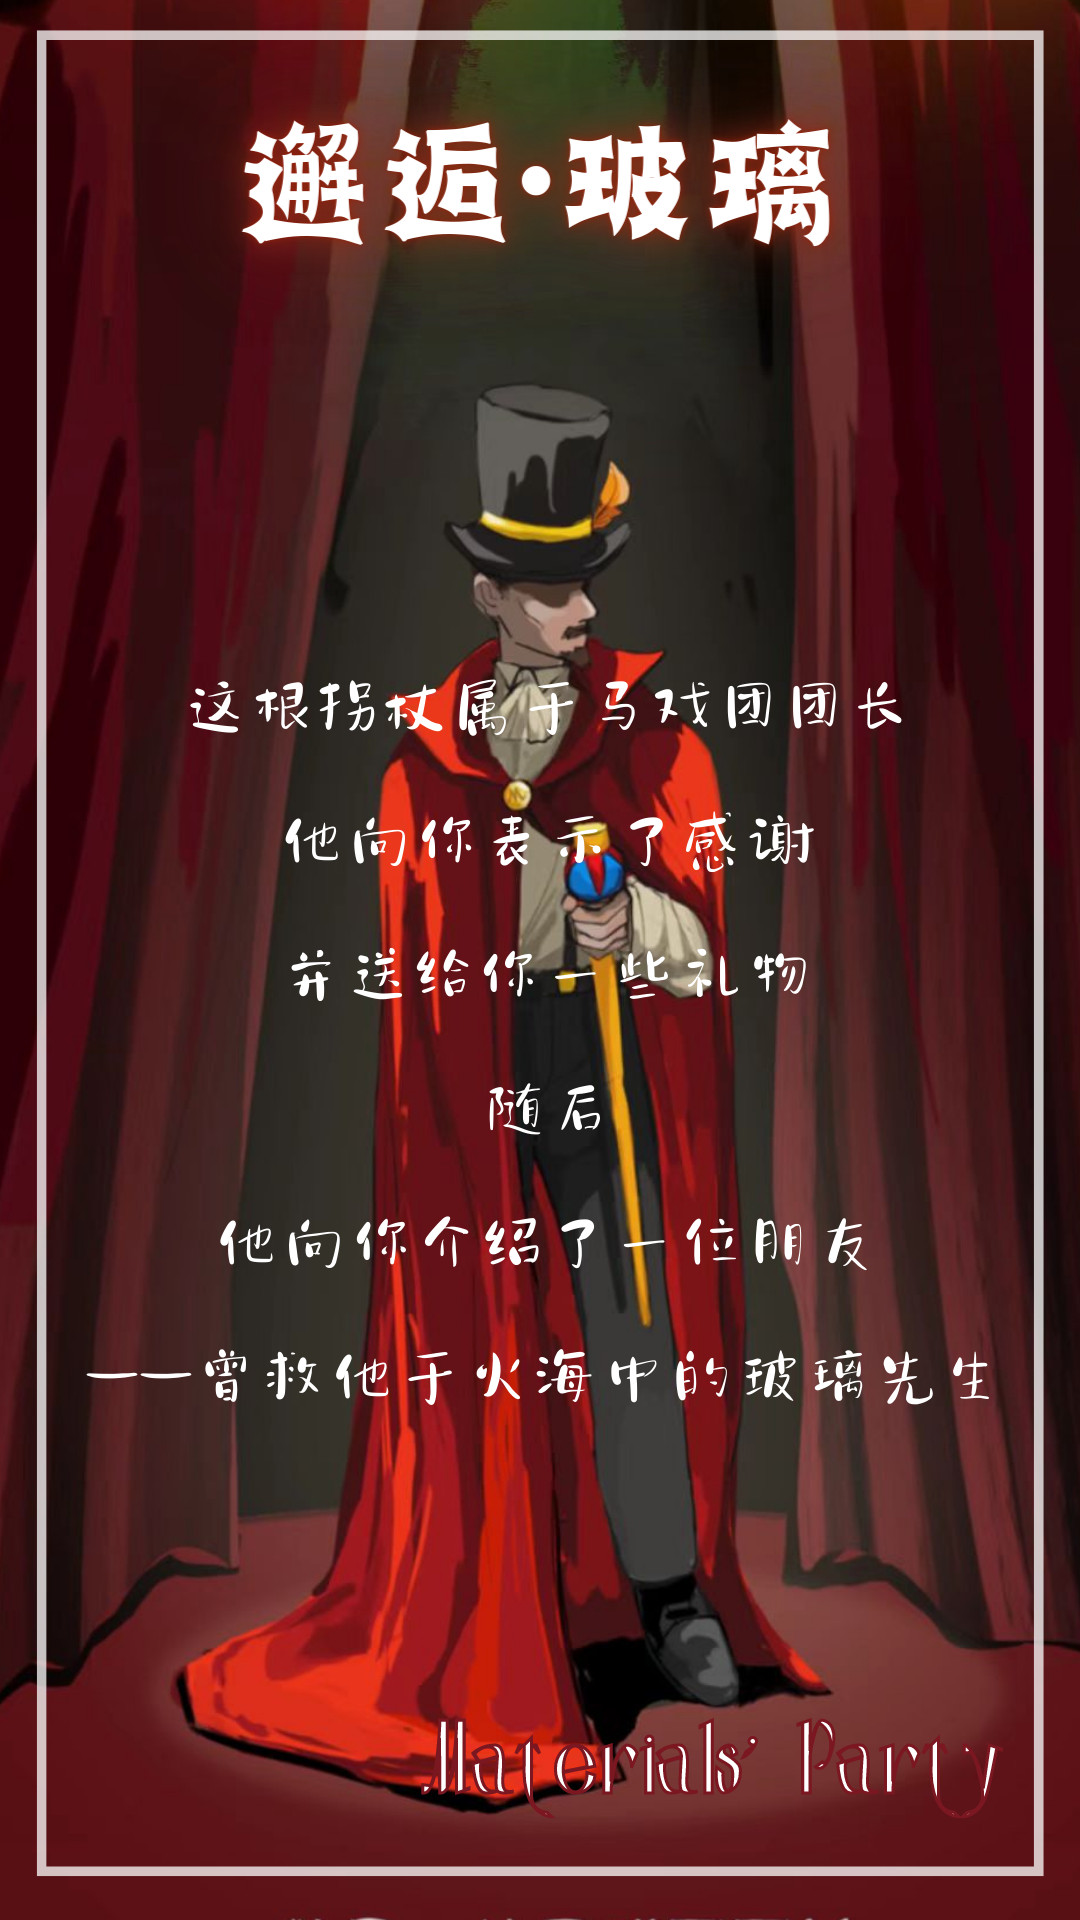 邂逅·玻璃
这根拐杖属于马戏团团长
他向你表示了感谢
并送给你一些礼物
随后
他向你介绍了一位朋友
——曾救他于火海中的玻璃先生
Materials' Party